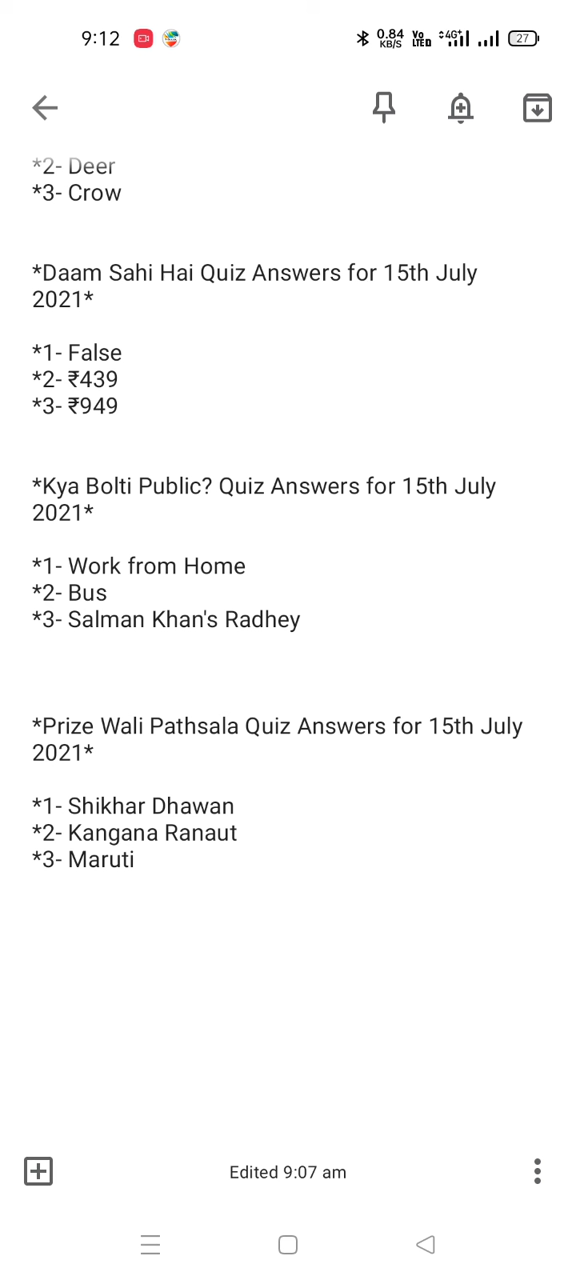 9:12
0.84
KB/S
Vo
LTED
4G+
27
*2- Deer
*3- Crow
*Daam Sahi Hai Quiz Answers for 15th July
2021*
*1- False
*2- ₹439
*3- ₹949
*Kya Bolti Public? Quiz Answers for 15th July
2021*
*1- Work from Home
*2- Bus
*3- Salman Khan's Radhey
*Prize Wali Pathsala Quiz Answers for 15th July
2021*
*1- Shikhar Dhawan
*2- Kangana Ranaut
*3- Maruti
Edited 9:07 am